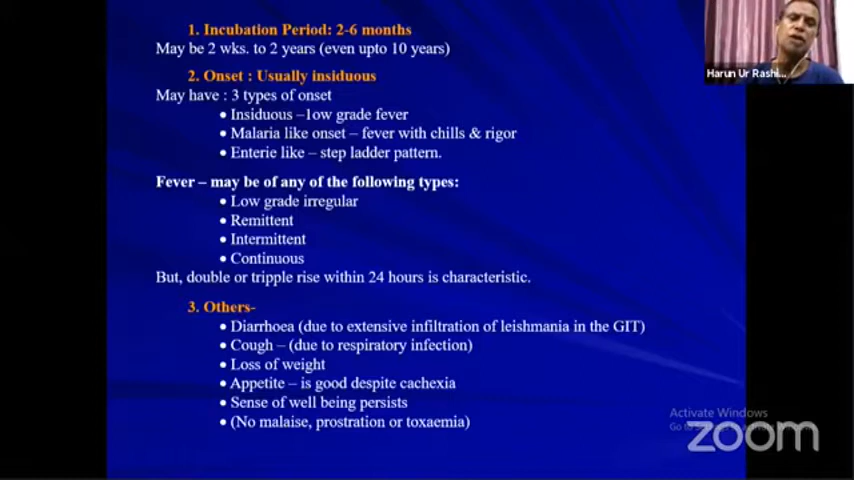 1. Incubation Period: 2-6 months
May be 2 wks. to 2 years (even upto 10 years)
2. Onset : Usually insiduous
May have : 3 types of onset
• Insiduous –low grade fever
• Malaria like onset – fever with chills & rigor
• Enterie like – step ladder pattern.
Fever – may be of any of the following types:
• Low grade irregular
• Remittent
• Intermittent
• Continuous
But, double or tripple rise within 24 hours is characteristic.
3. Others-
• Diarrhoea (due to extensive infiltration of leishmania in the GIT)
• Cough – (due to respiratory infection)
• Loss of weight
• Appetite – is good despite cachexia
• Sense of well being persists
• (No malaise, prostration or toxaemia)
Harun Ur Rashi...
Activate Windows
Go to
zoom